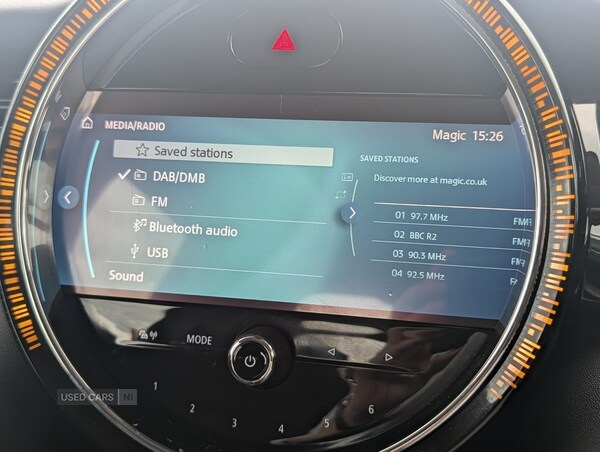 MEDIA/RADIO
Magic 15:26
Saved stations
DAB/DMB
FM
Bluetooth audio
USB
Sound
SAVED STATIONS
Discover more at magic.co.uk
01 97.7 MHz
02 BBC R2 FM
03 90.3 MHz FM
04 92.5 MHz FM
MODE
1 2 3 4 5 6
USED CARS NI